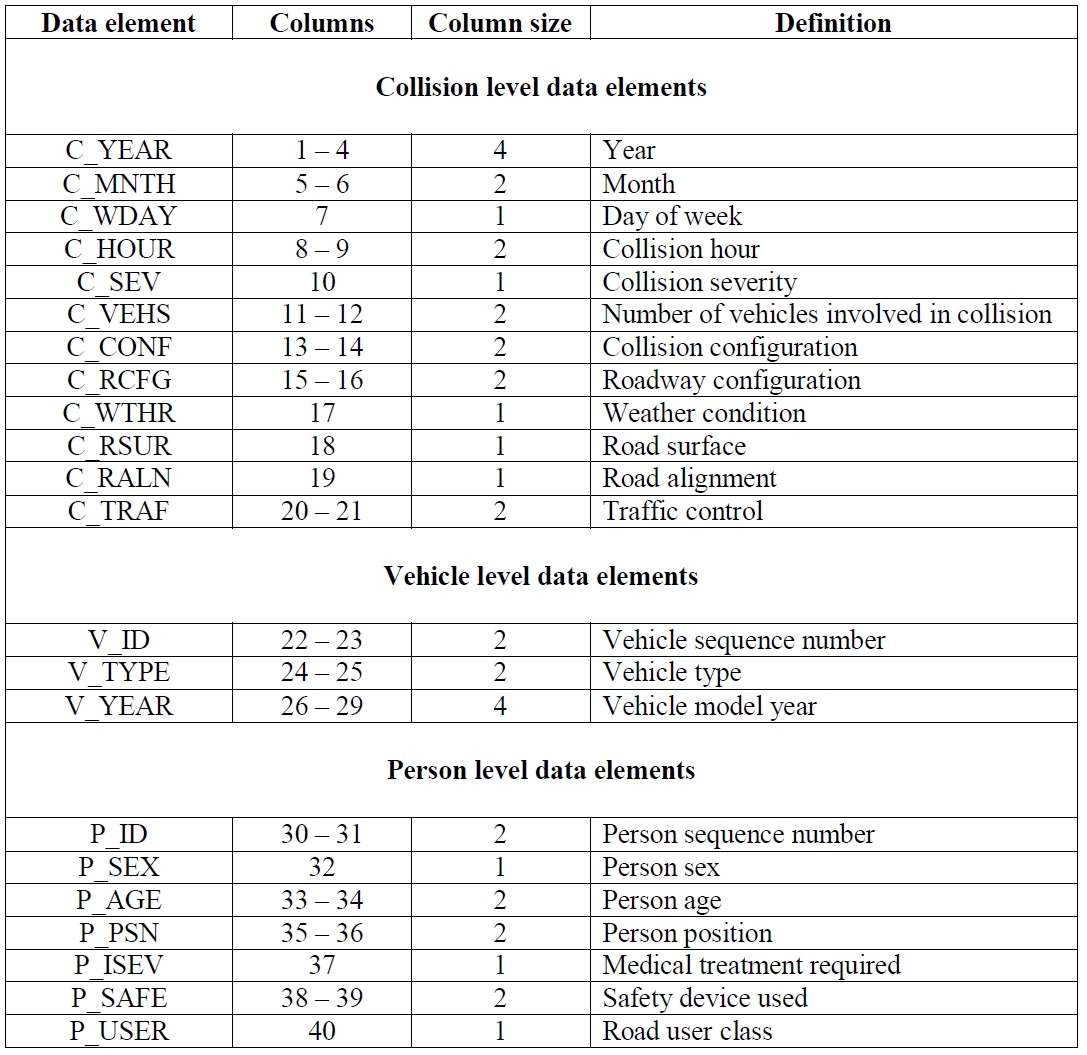 Data element Columns Column size Definition
Collision level data elements
C_YEAR 1 – 4 4 Year
C_MNTH 5 – 6 2 Month
C_WDAY 7 1 Day of week
C_HOUR 8 – 9 2 Collision hour
C_SEV 10 1 Collision severity
C_VEHS 11 – 12 2 Number of vehicles involved in collision
C_CONF 13 – 14 2 Collision configuration
C_RCFG 15 – 16 2 Roadway configuration
C_WTHR 17 1 Weather condition
C_RSUR 18 1 Road surface
C_RALN 19 1 Road alignment
C_TRAF 20 – 21 2 Traffic control
Vehicle level data elements
V_ID 22 – 23 2 Vehicle sequence number
V_TYPE 24 – 25 2 Vehicle type
V_YEAR 26 – 29 4 Vehicle model year
Person level data elements
P_ID 30 – 31 2 Person sequence number
P_SEX 32 1 Person sex
P_AGE 33 – 34 2 Person age
P_PSN 35 – 36 2 Person position
P_ISEV 37 1 Medical treatment required
P_SAFE 38 – 39 2 Safety device used
P_USER 40 1 Road user class